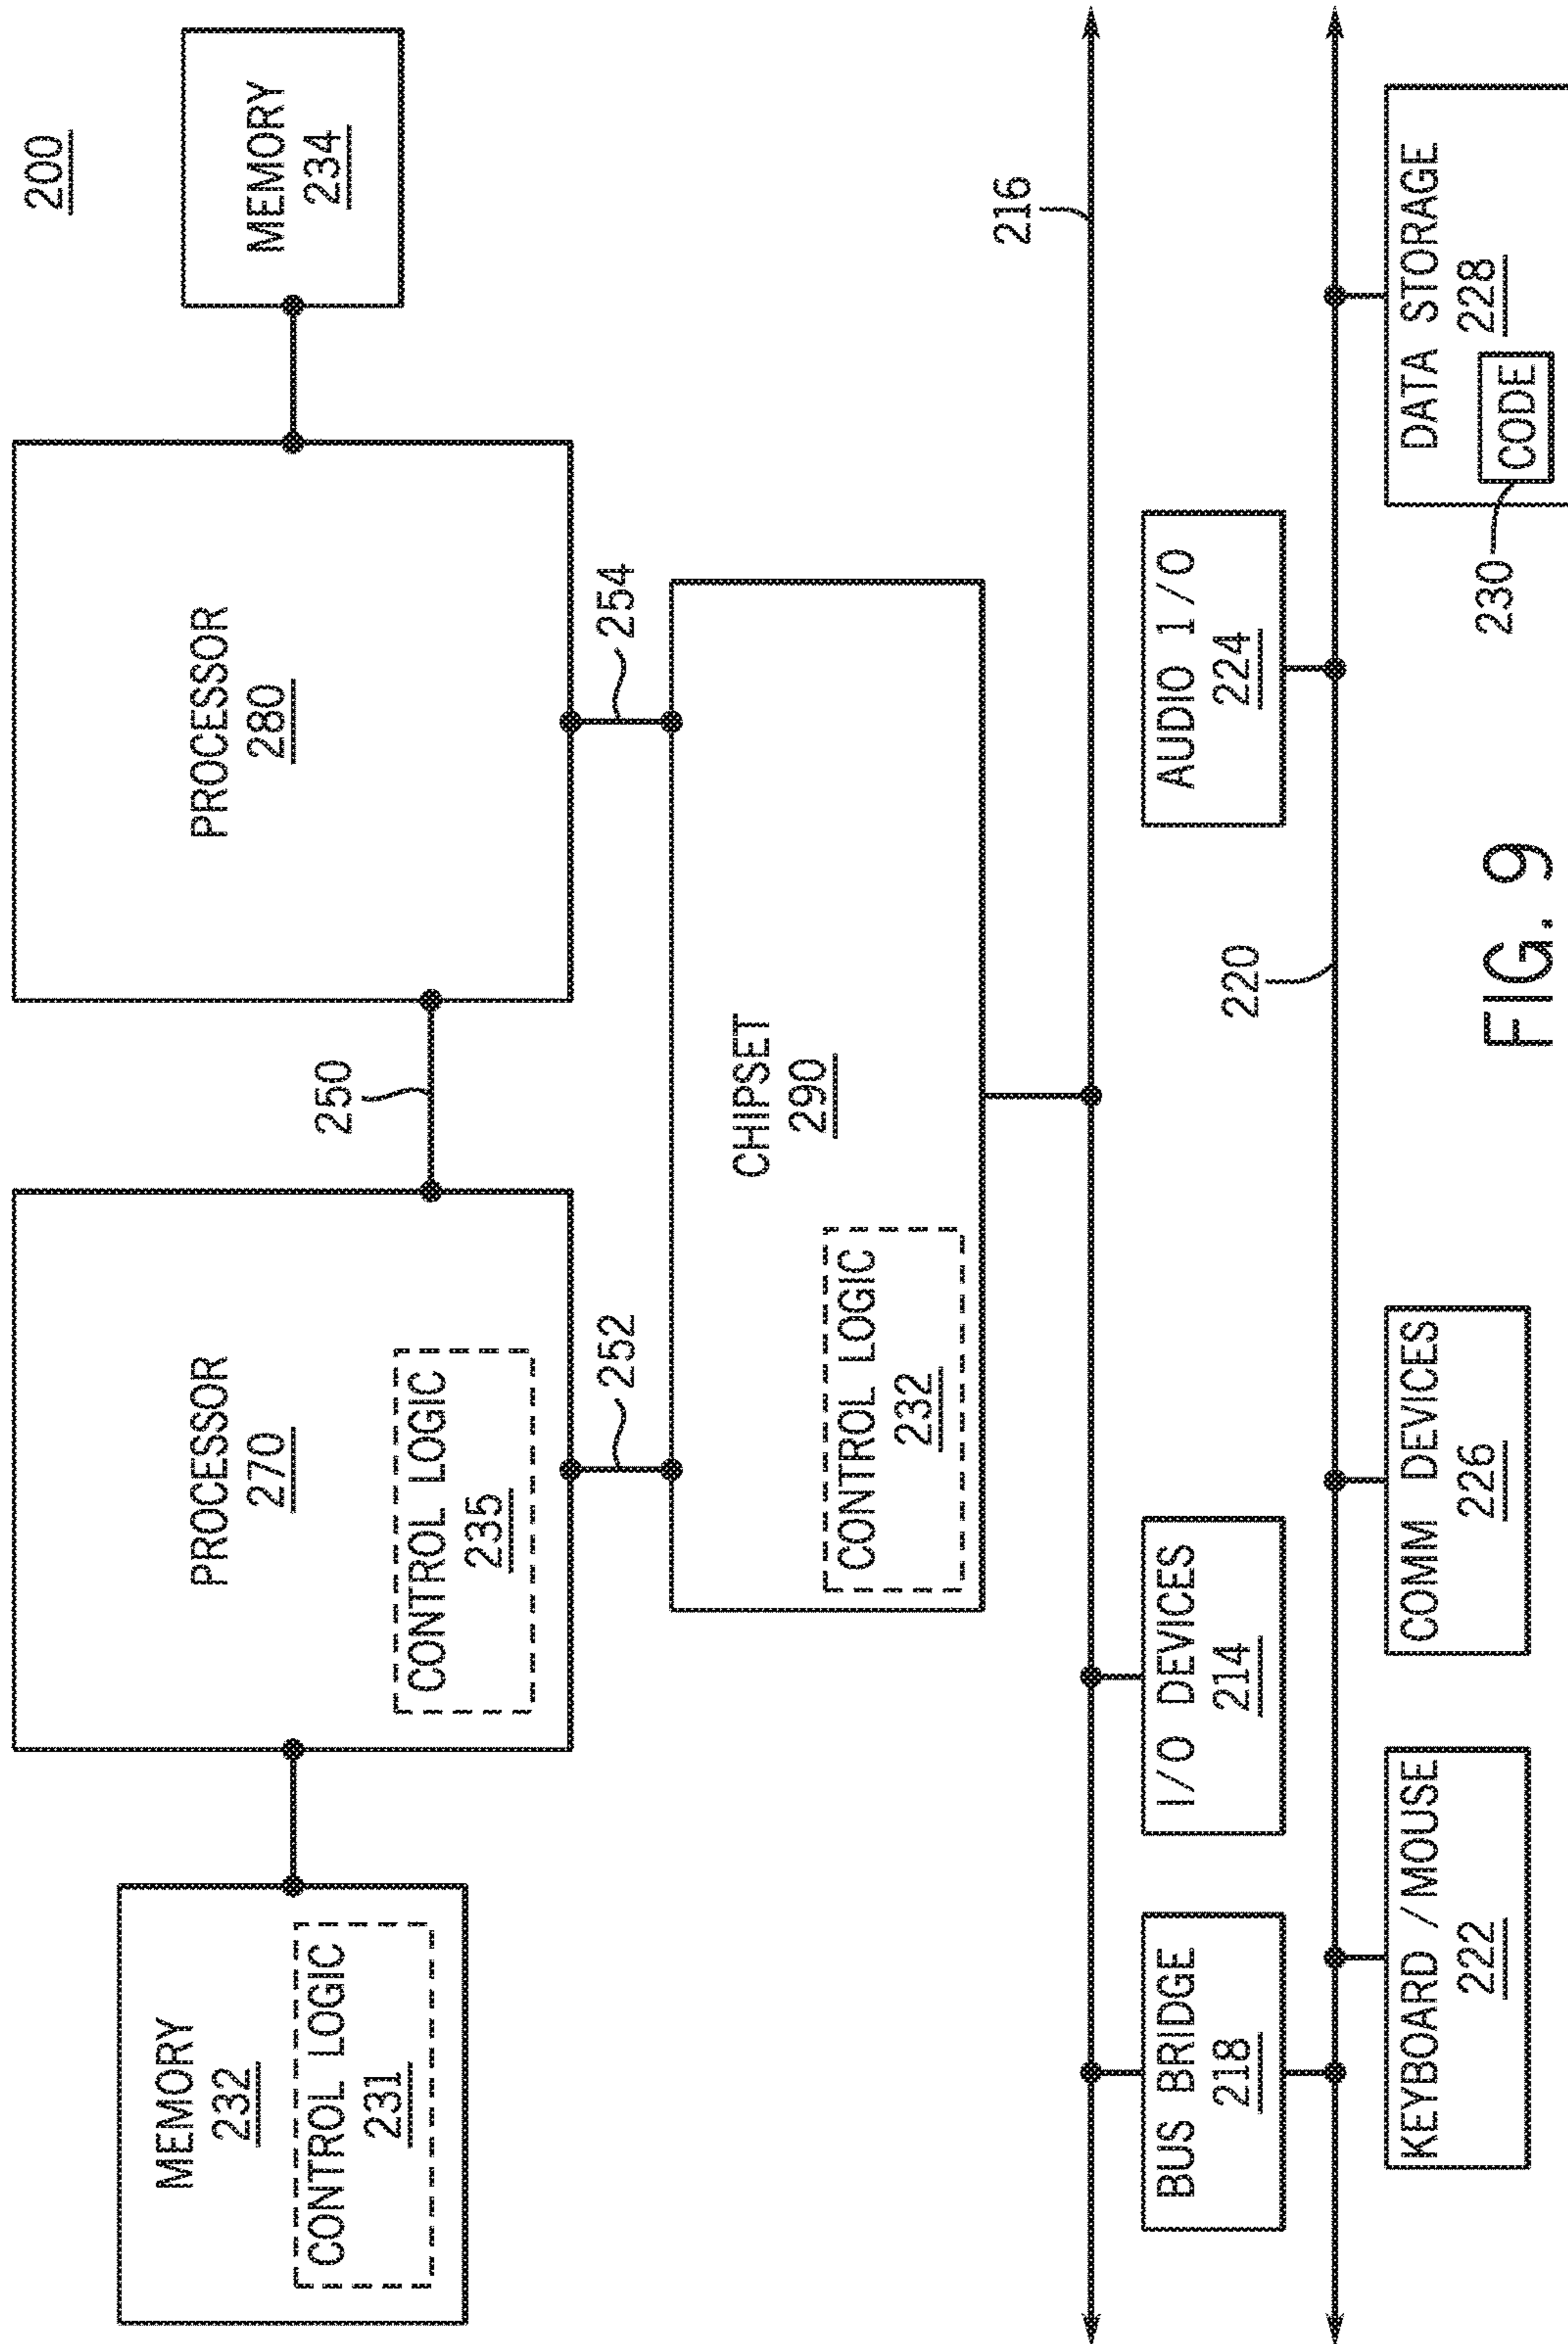 200
MEMORY
232
CONTROL LOGIC
231
PROCESSOR
270
CONTROL LOGIC
235
250
PROCESSOR
280
MEMORY
234
252
254
CHIPSET
290
CONTROL LOGIC
232
216
BUS BRIDGE
218
I/O DEVICES
214
AUDIO 1/O
224
220
KEYBOARD / MOUSE
222
COMM DEVICES
226
DATA STORAGE
228
CODE
230
FIG. 9